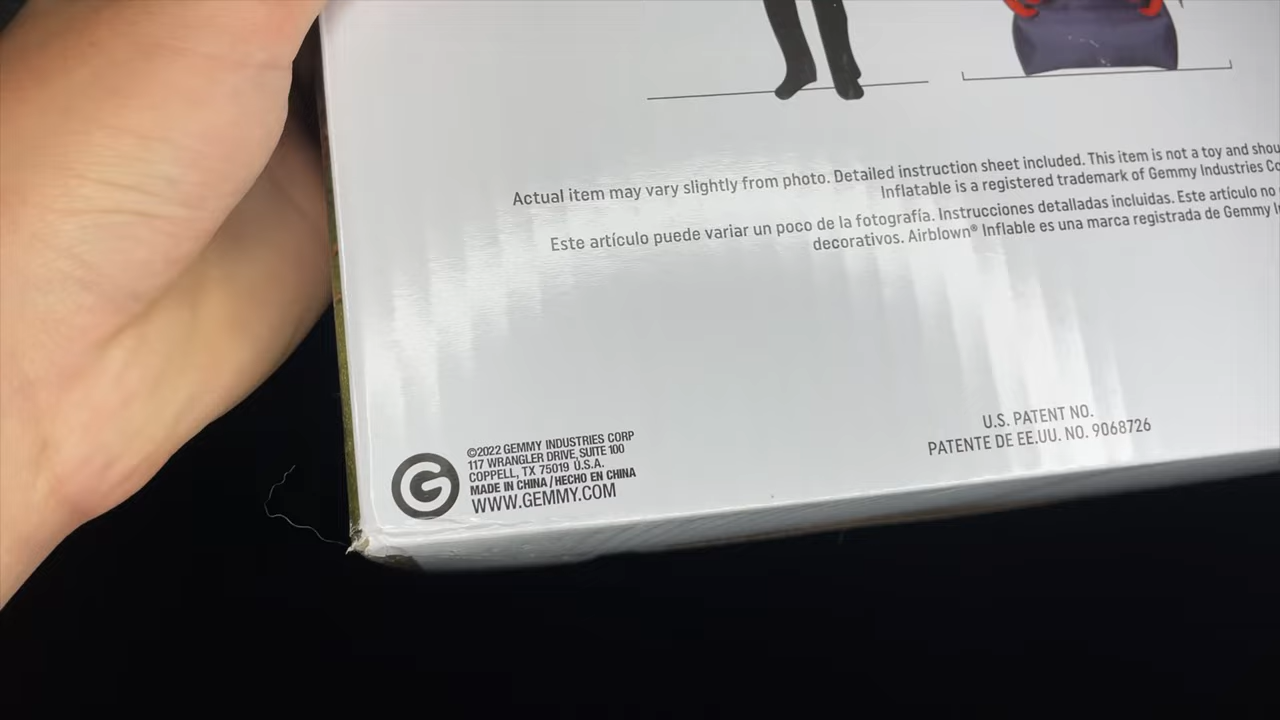 Actual item may vary slightly from photo. Detailed instruction sheet included. This item is not a toy and
Inflatable is a registered trademark of Gemmy Industries
Este artículo puede variar un poco de la fotografía. Instrucciones detalladas incluidas. Este artículo no
decorativos. Airblown® Inflatable es una marca registrada de Gemmy
©2022 GEMMY INDUSTRIES CORP
117 WRANGLER DRIVE, SUITE 100
COPPELL, TX 75019 U.S.A.
MADE IN CHINA / HECHO EN CHINA
WWW.GEMMY.COM
G
U.S. PATENT NO.
PATENTE DE EE.UU. NO. 9068726